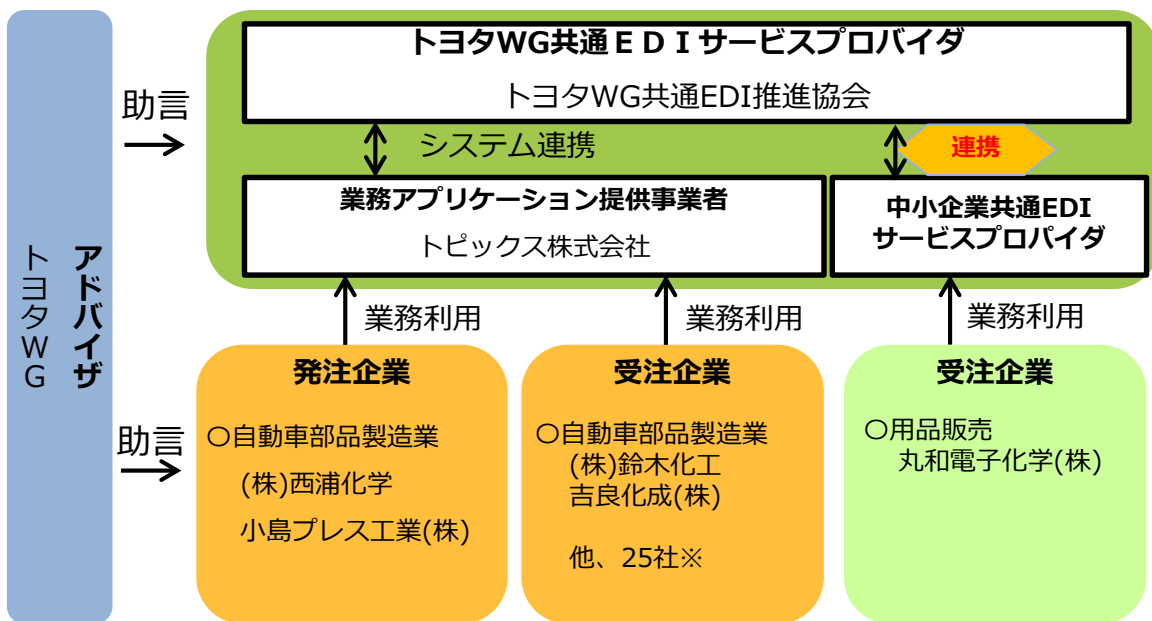 アドバイザ
トヨタWG
助言
助言
トヨタWG共通ＥＤＩサービスプロバイダ
トヨタWG共通EDI推進協会
システム連携
連携
業務アプリケーション提供事業者
トピックス株式会社
中小企業共通EDI
サービスプロパイダ
業務利用
業務利用
業務利用
発注企業
〇自動車部品製造業
(株)西浦化学
小島プレス工業(株)
受注企業
〇自動車部品製造業
(株)鈴木化工
吉良化成(株)
他、25社※
受注企業
〇用品販売
丸和電子化学(株)